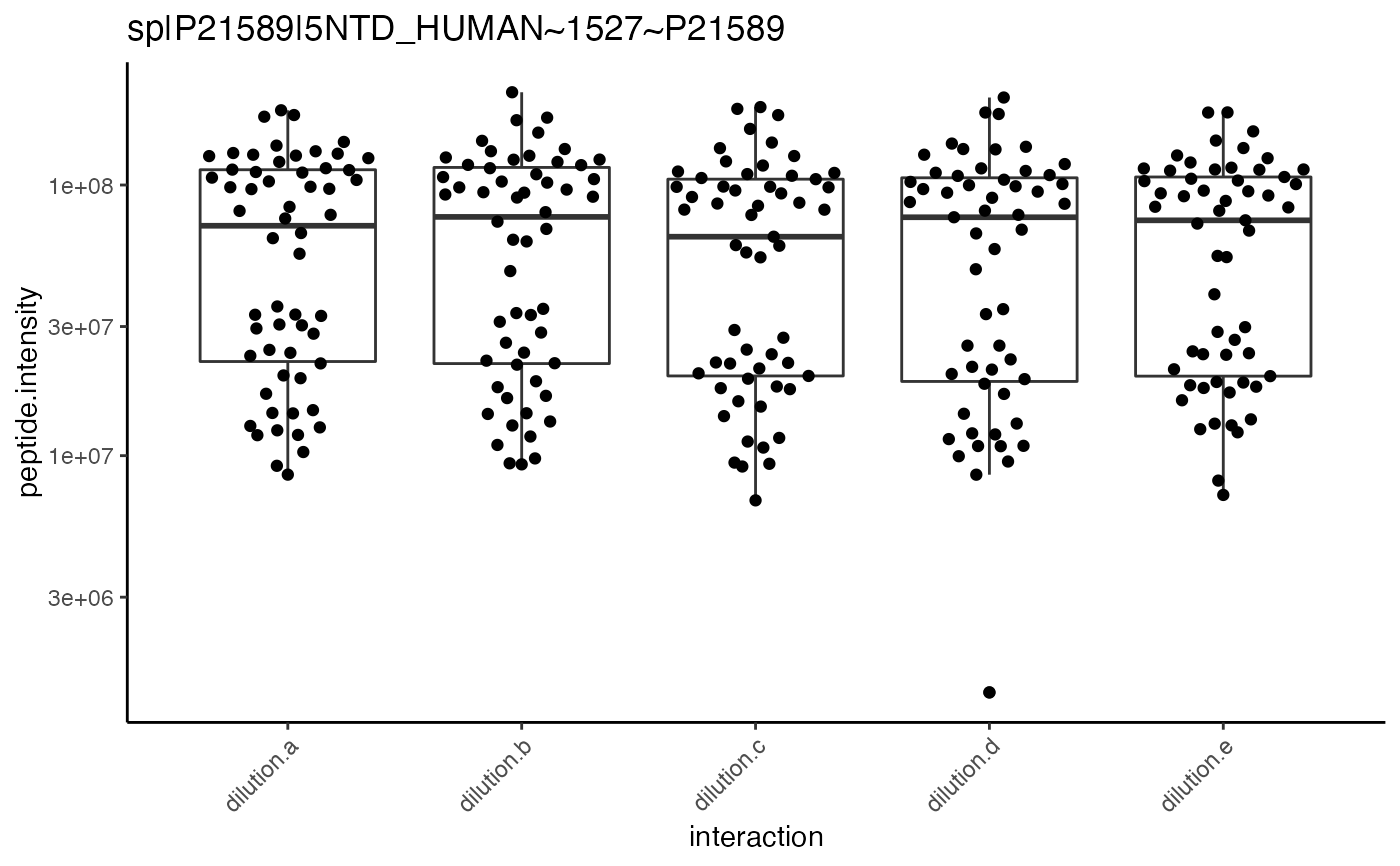 sp|P21589|5NTD_HUMAN~1527~P21589
peptide.intensity
1e+08
3e+07
1e+07
3e+06
dilution.a
dilution.b
dilution.c
dilution.d
dilution.e
interaction